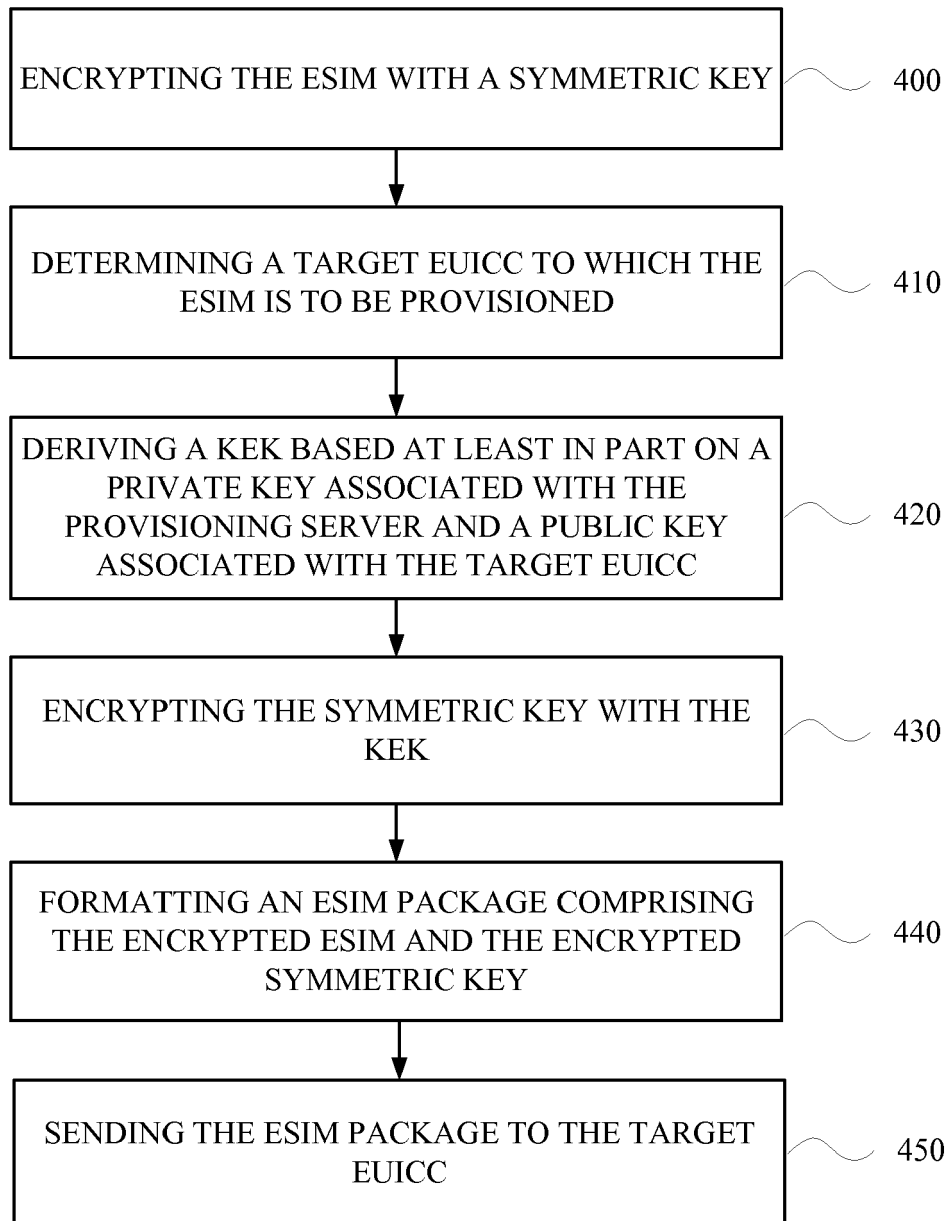 ENCRYPTING THE ESIM WITH A SYMMETRIC KEY
400
DETERMINING A TARGET EUICC TO WHICH THE
ESIM IS TO BE PROVISIONED
410
DERIVING A KEK BASED AT LEAST IN PART ON A
PRIVATE KEY ASSOCIATED WITH THE
PROVISIONING SERVER AND A PUBLIC KEY
ASSOCIATED WITH THE TARGET EUICC
420
ENCRYPTING THE SYMMETRIC KEY WITH THE
KEK
430
FORMATTING AN ESIM PACKAGE COMPRISING
THE ENCRYPTED ESIM AND THE ENCRYPTED
SYMMETRIC KEY
440
SENDING THE ESIM PACKAGE TO THE TARGET
EUICC
450